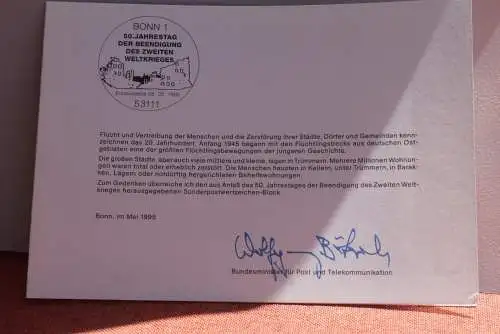 BONN 1
50. JAHRESTAG
DER BEENDIGUNG
DES ZWEITEN
WELTKRIEGES
53111
Flucht und Vertreibung der Menschen und die Zerstörung ihrer Städte, Dörfer und Gemeinden kenn-
zeichnen das 20. Jahrhundert. Anfang 1945 begann mit den Flüchtlingstrecks aus deutschen Ost-
gebieten eine der größten Flüchtlingsbewegungen der jüngsten Geschichte.
Die großen Städte, aber auch viele mittlere und kleine, lagen in Trümmern. Mehrere Millionen Wohnun-
gen waren total oder erheblich zerstört. Die Menschen hausten in Kellern, unter Trümmern, in Barak-
ken, Lagern oder notdürftig hergerichteten Behelfswohnungen.
Zum Gedenken überreiche ich den aus Anlaß des 50. Jahrestages der Beendigung des Zweiten Welt-
krieges herausgegebenen Sonderpostwertzeichen-Block.
Bonn, im Mai 1995
Wolfgang Bötsch
Bundesminister für Post und Telekommunikation